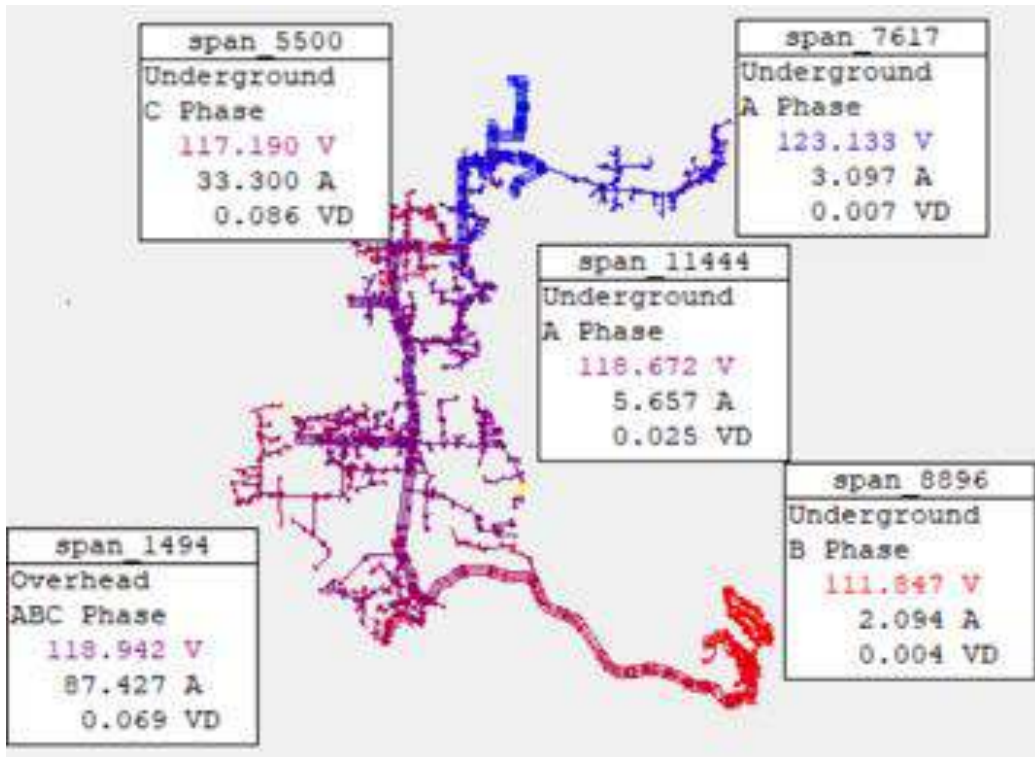 span_5500
Underground
C Phase
117.190 V
33.300 A
0.086 VD
span_7617
Underground
A Phase
123.133 V
3.097 A
0.007 VD
span_11444
Underground
A Phase
118.672 V
5.657 A
0.025 VD
span_8896
Underground
B Phase
111.847 V
2.094 A
0.004 VD
span_1494
Overhead
ABC Phase
118.942 V
87.427 A
0.069 VD